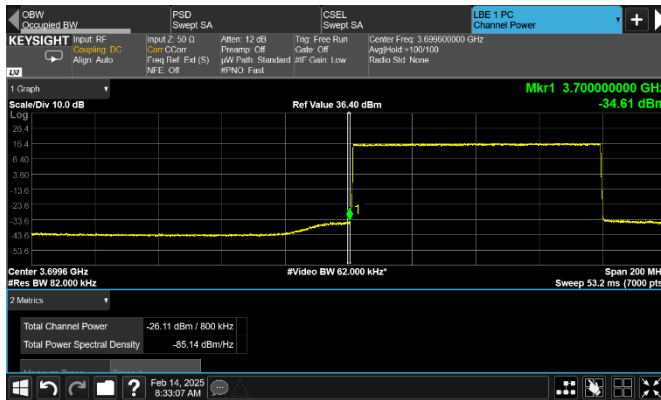 OBW
Occupied BW
PSD
Swept SA
CSEL
Swept SA
LBE 1 PC
Channel Power
KEYSIGHT
Input: RF
Coupling: DC
Align: Auto
Input Z: 50 Ω
Corr CCorr
Freq Ref: Ext (S)
NFE: Off
Atten: 12 dB
Preamp: Off
µW Path: Standard
#PNO: Fast
Trig: Free Run
Gate: Off
#IF Gain: Low
Center Freq: 3.699600000 GHz
Avg|Hold:>100/100
Radio Std: None
LXI
1 Graph
Mkr1 3.700000000 GHz
Scale/Div 10.0 dB
Ref Value 36.40 dBm
-34.61 dBm
Log
26.4
16.4
6.40
-3.60
-13.6
-23.6
-33.6
-43.6
-53.6
1
Center 3.6996 GHz
#Video BW 62.000 kHz*
Span 200 MH
#Res BW 82.000 kHz
Sweep 53.2 ms (7000 pts
2 Metrics
Total Channel Power
-26.11 dBm / 800 kHz
Total Power Spectral Density
-85.14 dBm/Hz
?
Feb 14, 2025
8:33:07 AM